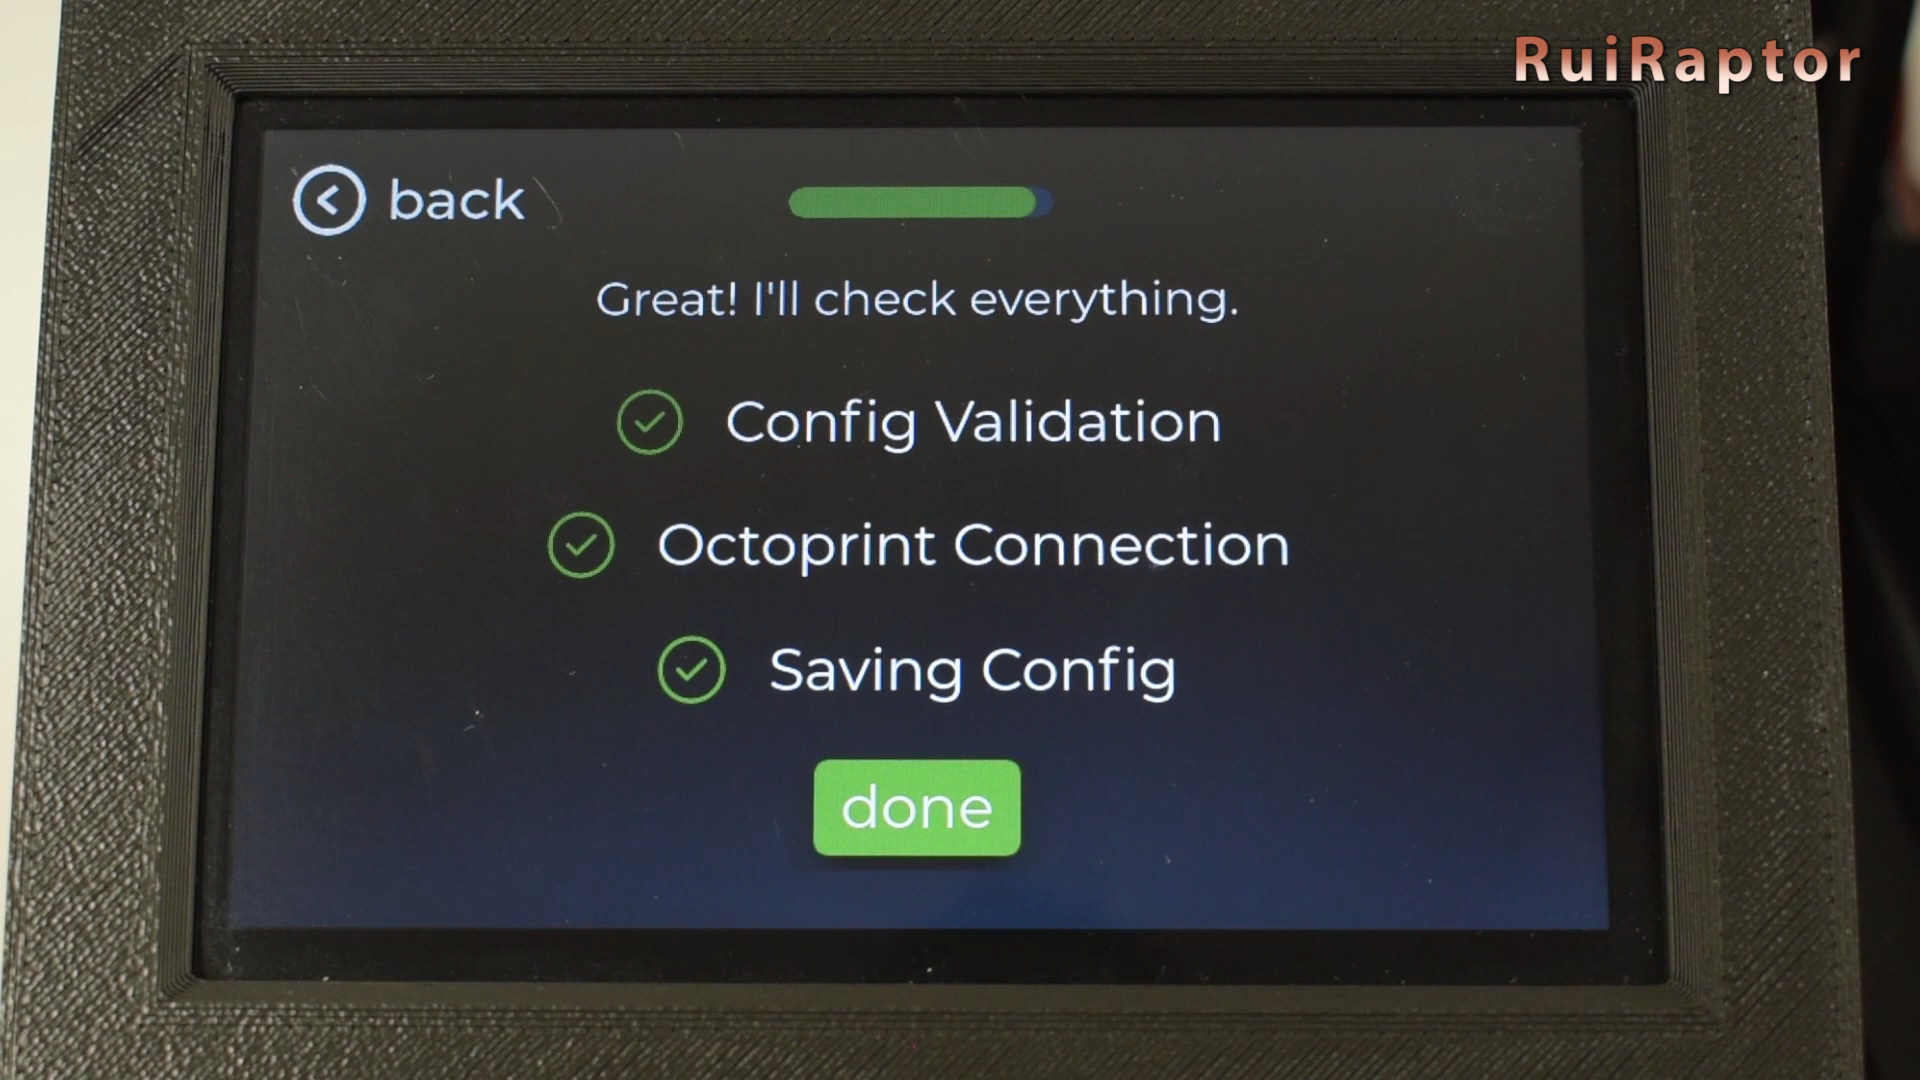 RuiRaptor
back
Great! I'll check everything.
Config Validation
Octoprint Connection
Saving Config
done